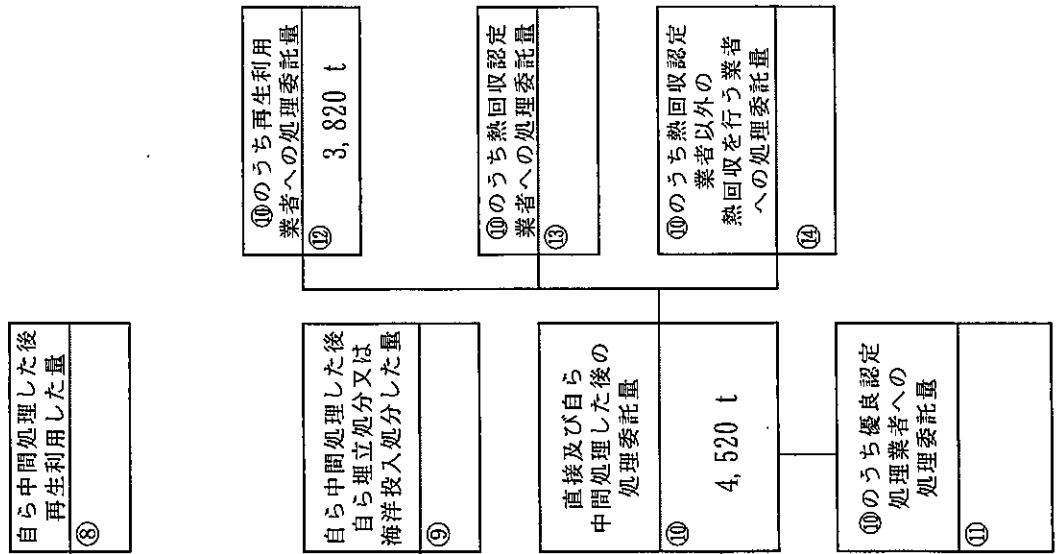 自ら中間処理した後
再生利用した量
⑧
自ら中間処理した後
自ら埋立処分又は
海洋投入処分した量
⑨
直接及び自ら
中間処理した後の
処理委託量
⑩
4,520 t
⑩のうち優良認定
処理業者への
処理委託量
⑪
⑩のうち再生利用
業者への処理委託量
⑫
3,820 t
⑩のうち熱回収認定
業者への処理委託量
⑬
⑩のうち熱回収認定
業者以外の
熱回収を行う業者
への処理委託量
⑭